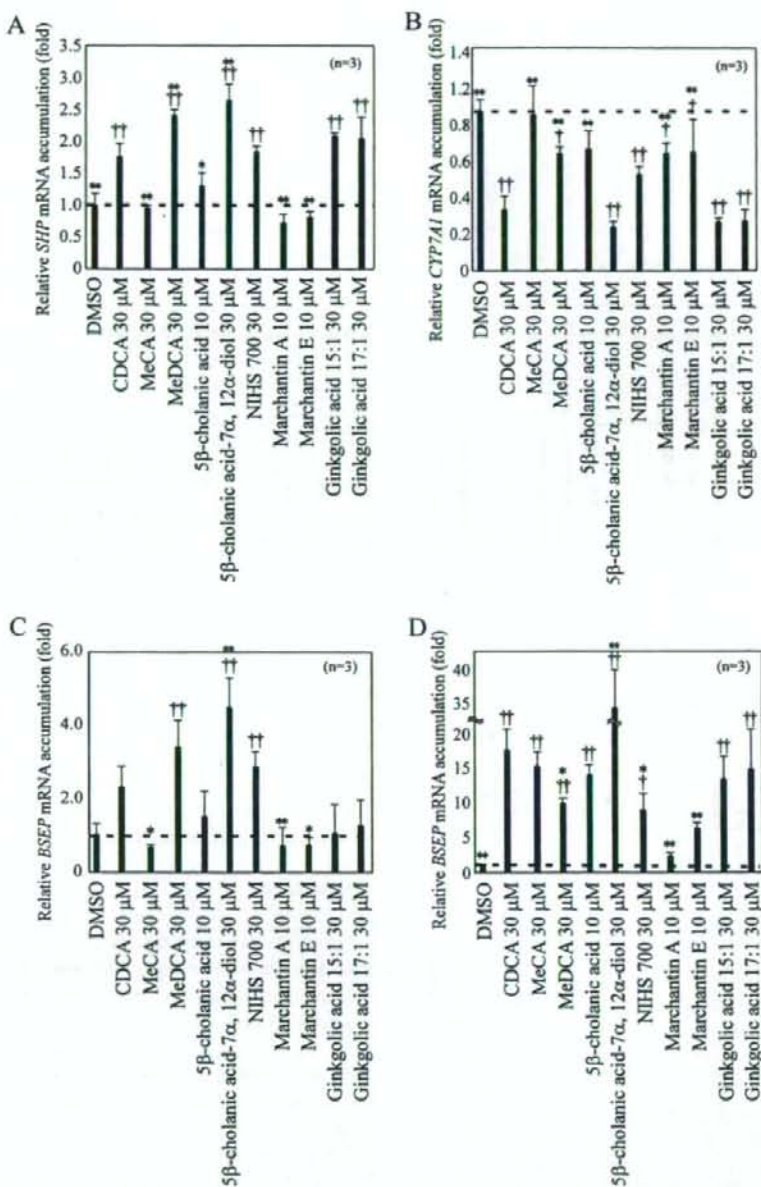 A
Relative SHP mRNA accumulation (fold)
3.5
3.0
2.5
2.0
1.5
1.0
0.5
0
(n=3)
** †† ** ** †† * ** †† †† ** ** †† ††
DMSO
CDCA 30 μM
MeCA 30 μM
MeDCA 30 μM
5β-cholanic acid 10 μM
5β-cholanic acid-7α, 12α-diol 30 μM
NIHS 700 30 μM
Marchantin A 10 μM
Marchantin E 10 μM
Ginkgolic acid 15:1 30 μM
Ginkgolic acid 17:1 30 μM
B
Relative CYP7A1 mRNA accumulation (fold)
1.4
1.2
0.8
0.6
0.4
0.2
0
(n=3)
** †† ** ** † ** †† †† ** † ** † †† ††
DMSO
CDCA 30 μM
MeCA 30 μM
MeDCA 30 μM
5β-cholanic acid 10 μM
5β-cholanic acid-7α, 12α-diol 30 μM
NIHS 700 30 μM
Marchantin A 10 μM
Marchantin E 10 μM
Ginkgolic acid 15:1 30 μM
Ginkgolic acid 17:1 30 μM
C
Relative BSEP mRNA accumulation (fold)
6.0
4.0
2.0
1.0
0
(n=3)
* †† ** †† †† ** *
DMSO
CDCA 30 μM
MeCA 30 μM
MeDCA 30 μM
5β-cholanic acid 10 μM
5β-cholanic acid-7α, 12α-diol 30 μM
NIHS 700 30 μM
Marchantin A 10 μM
Marchantin E 10 μM
Ginkgolic acid 15:1 30 μM
Ginkgolic acid 17:1 30 μM
D
Relative BSEP mRNA accumulation (fold)
40
35
20
15
10
5
0
(n=3)
** †† †† * †† †† ** †† * † ** ** †† ††
DMSO
CDCA 30 μM
MeCA 30 μM
MeDCA 30 μM
5β-cholanic acid 10 μM
5β-cholanic acid-7α, 12α-diol 30 μM
NIHS 700 30 μM
Marchantin A 10 μM
Marchantin E 10 μM
Ginkgolic acid 15:1 30 μM
Ginkgolic acid 17:1 30 μM